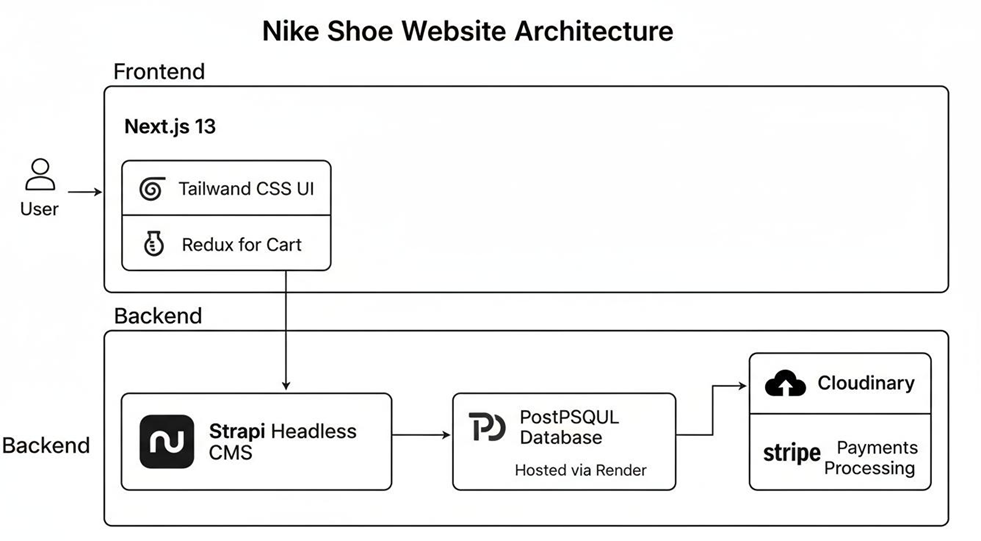 Nike Shoe Website Architecture
Frontend
Next.js 13
User
Tailwand CSS UI
Redux for Cart
Backend
Backend
Strapi Headless
CMS
PostPSQUL
Database
Hosted via Render
Cloudinary
stripe Payments
Processing